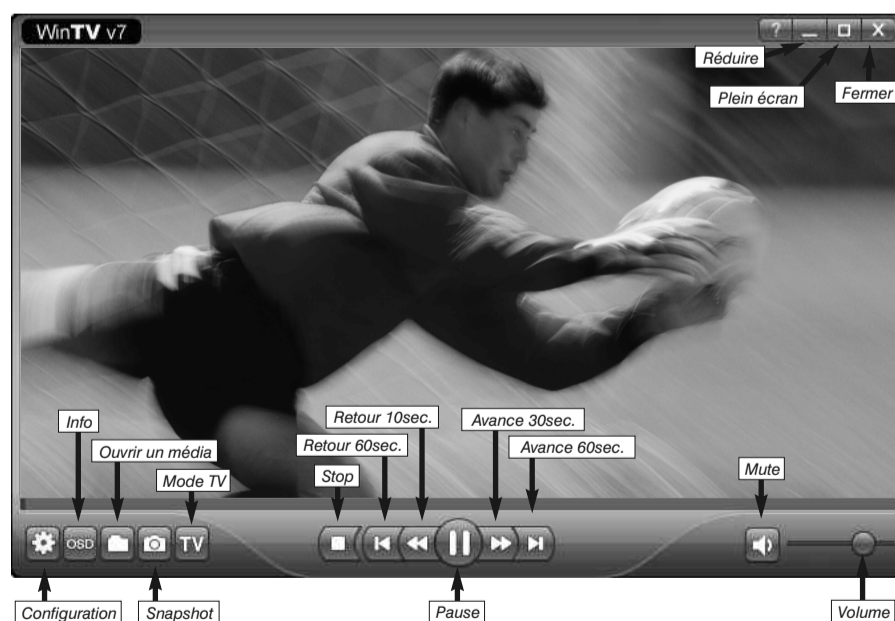 WinTV v7
?
X
Réduire
Plein écran
Fermer
Info
Ouvrir un média
Mode TV
Retour 10sec.
Retour 60sec.
Stop
Avance 30sec.
Avance 60sec.
Mute
OSD
TV
Configuration
Snapshot
Pause
Volume